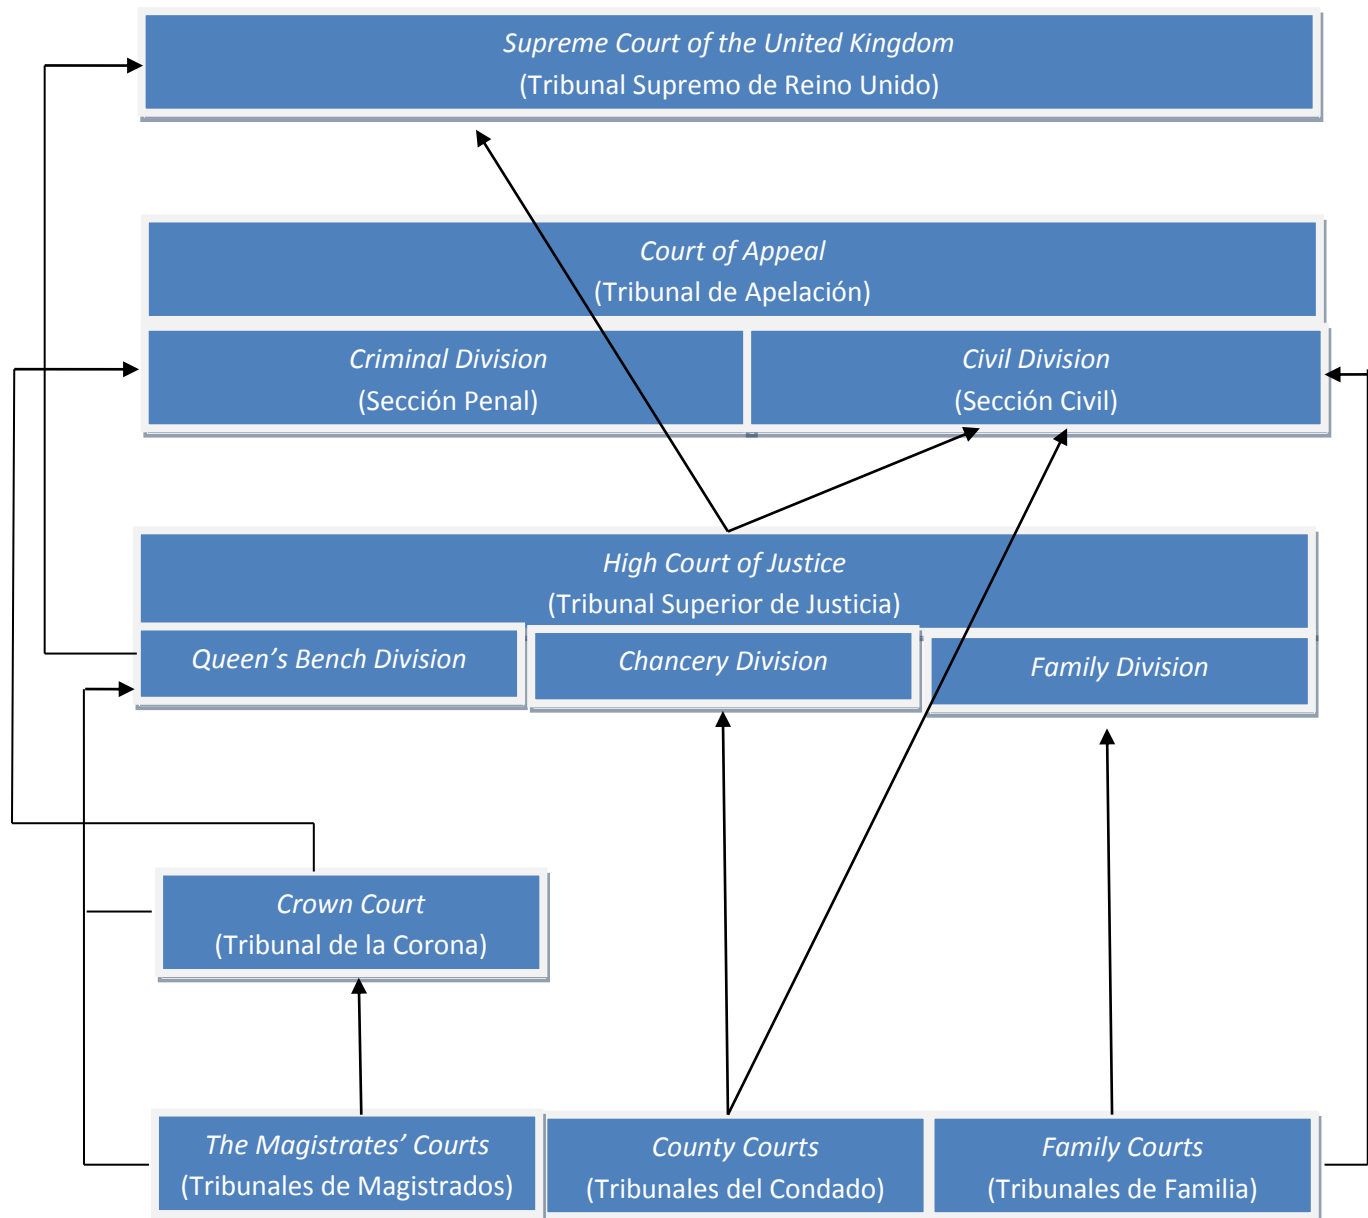 Supreme Court of the United Kingdom
(Tribunal Supremo de Reino Unido)
Court of Appeal
(Tribunal de Apelación)
Criminal Division
(Sección Penal)
Civil Division
(Sección Civil)
High Court of Justice
(Tribunal Superior de Justicia)
Queen’s Bench Division
Chancery Division
Family Division
Crown Court
(Tribunal de la Corona)
The Magistrates’ Courts
(Tribunales de Magistrados)
County Courts
(Tribunales del Condado)
Family Courts
(Tribunales de Familia)